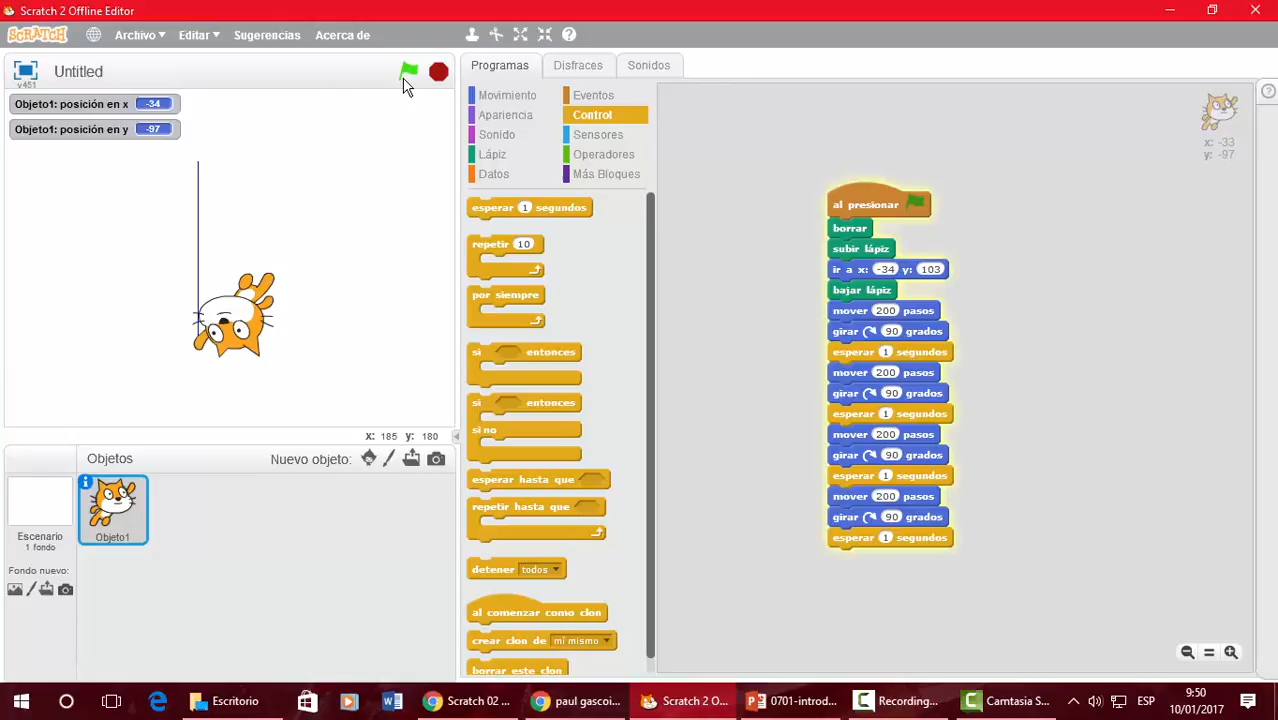 Scratch 2 Offline Editor
SCRATCH Archivo Editar Sugerencias Acerca de
v451 Untitled
Programas Disfraces Sonidos
Objeto1: posición en x -34
Objeto1: posición en y -97
Movimiento Eventos
Apariencia Control
Sonido Sensores
Lápiz Operadores
Datos Más Bloques
esperar 1 segundos
repetir 10
por siempre
si entonces
si entonces
si no
esperar hasta que
repetir hasta que
detener todos
al comenzar como clon
crear clon de mi mismo
borrar este clon
x: -33
y: -97
al presionar
borrar
subir lápiz
ir a x: -34 y: 103
bajar lápiz
mover 200 pasos
girar 90 grados
esperar 1 segundos
mover 200 pasos
girar 90 grados
esperar 1 segundos
mover 200 pasos
girar 90 grados
esperar 1 segundos
mover 200 pasos
girar 90 grados
esperar 1 segundos
x: 185 y: 180
Objetos Nuevo objeto:
Escenario
1 fondo
Fondo nuevo:
Objeto1
Escritorio
Scratch 02 ...
paul gascoi...
Scratch 2 O...
0701-introd...
Recording...
Camtasia S...
ESP
9:50
10/01/2017